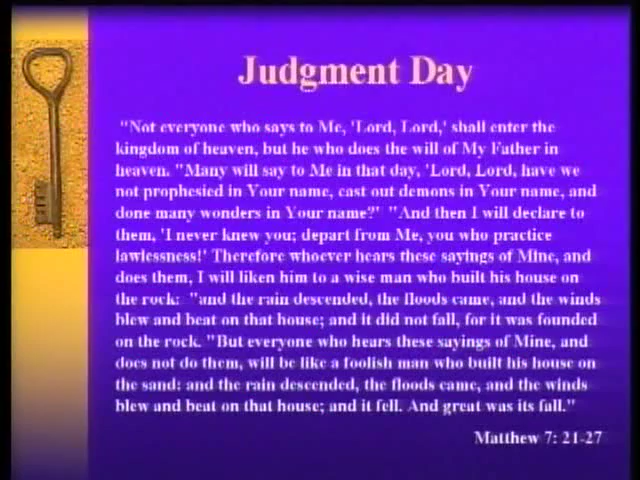 Judgment Day
"Not everyone who says to Me, 'Lord, Lord,' shall enter the
kingdom of heaven, but he who does the will of My Father in
heaven. "Many will say to Me in that day, 'Lord, Lord, have we
not prophesied in Your name, cast out demons in Your name, and
done many wonders in Your name?' "And then I will declare to
them, 'I never knew you; depart from Me, you who practice
lawlessness!' Therefore whoever hears these sayings of Mine, and
does them, I will liken him to a wise man who built his house on
the rock: "and the rain descended, the floods came, and the winds
blew and beat on that house; and it did not fall, for it was founded
on the rock. "But everyone who hears these sayings of Mine, and
does not do them, will be like a foolish man who built his house on
the sand: and the rain descended, the floods came, and the winds
blew and beat on that house; and it fell. And great was its fall."
Matthew 7: 21-27